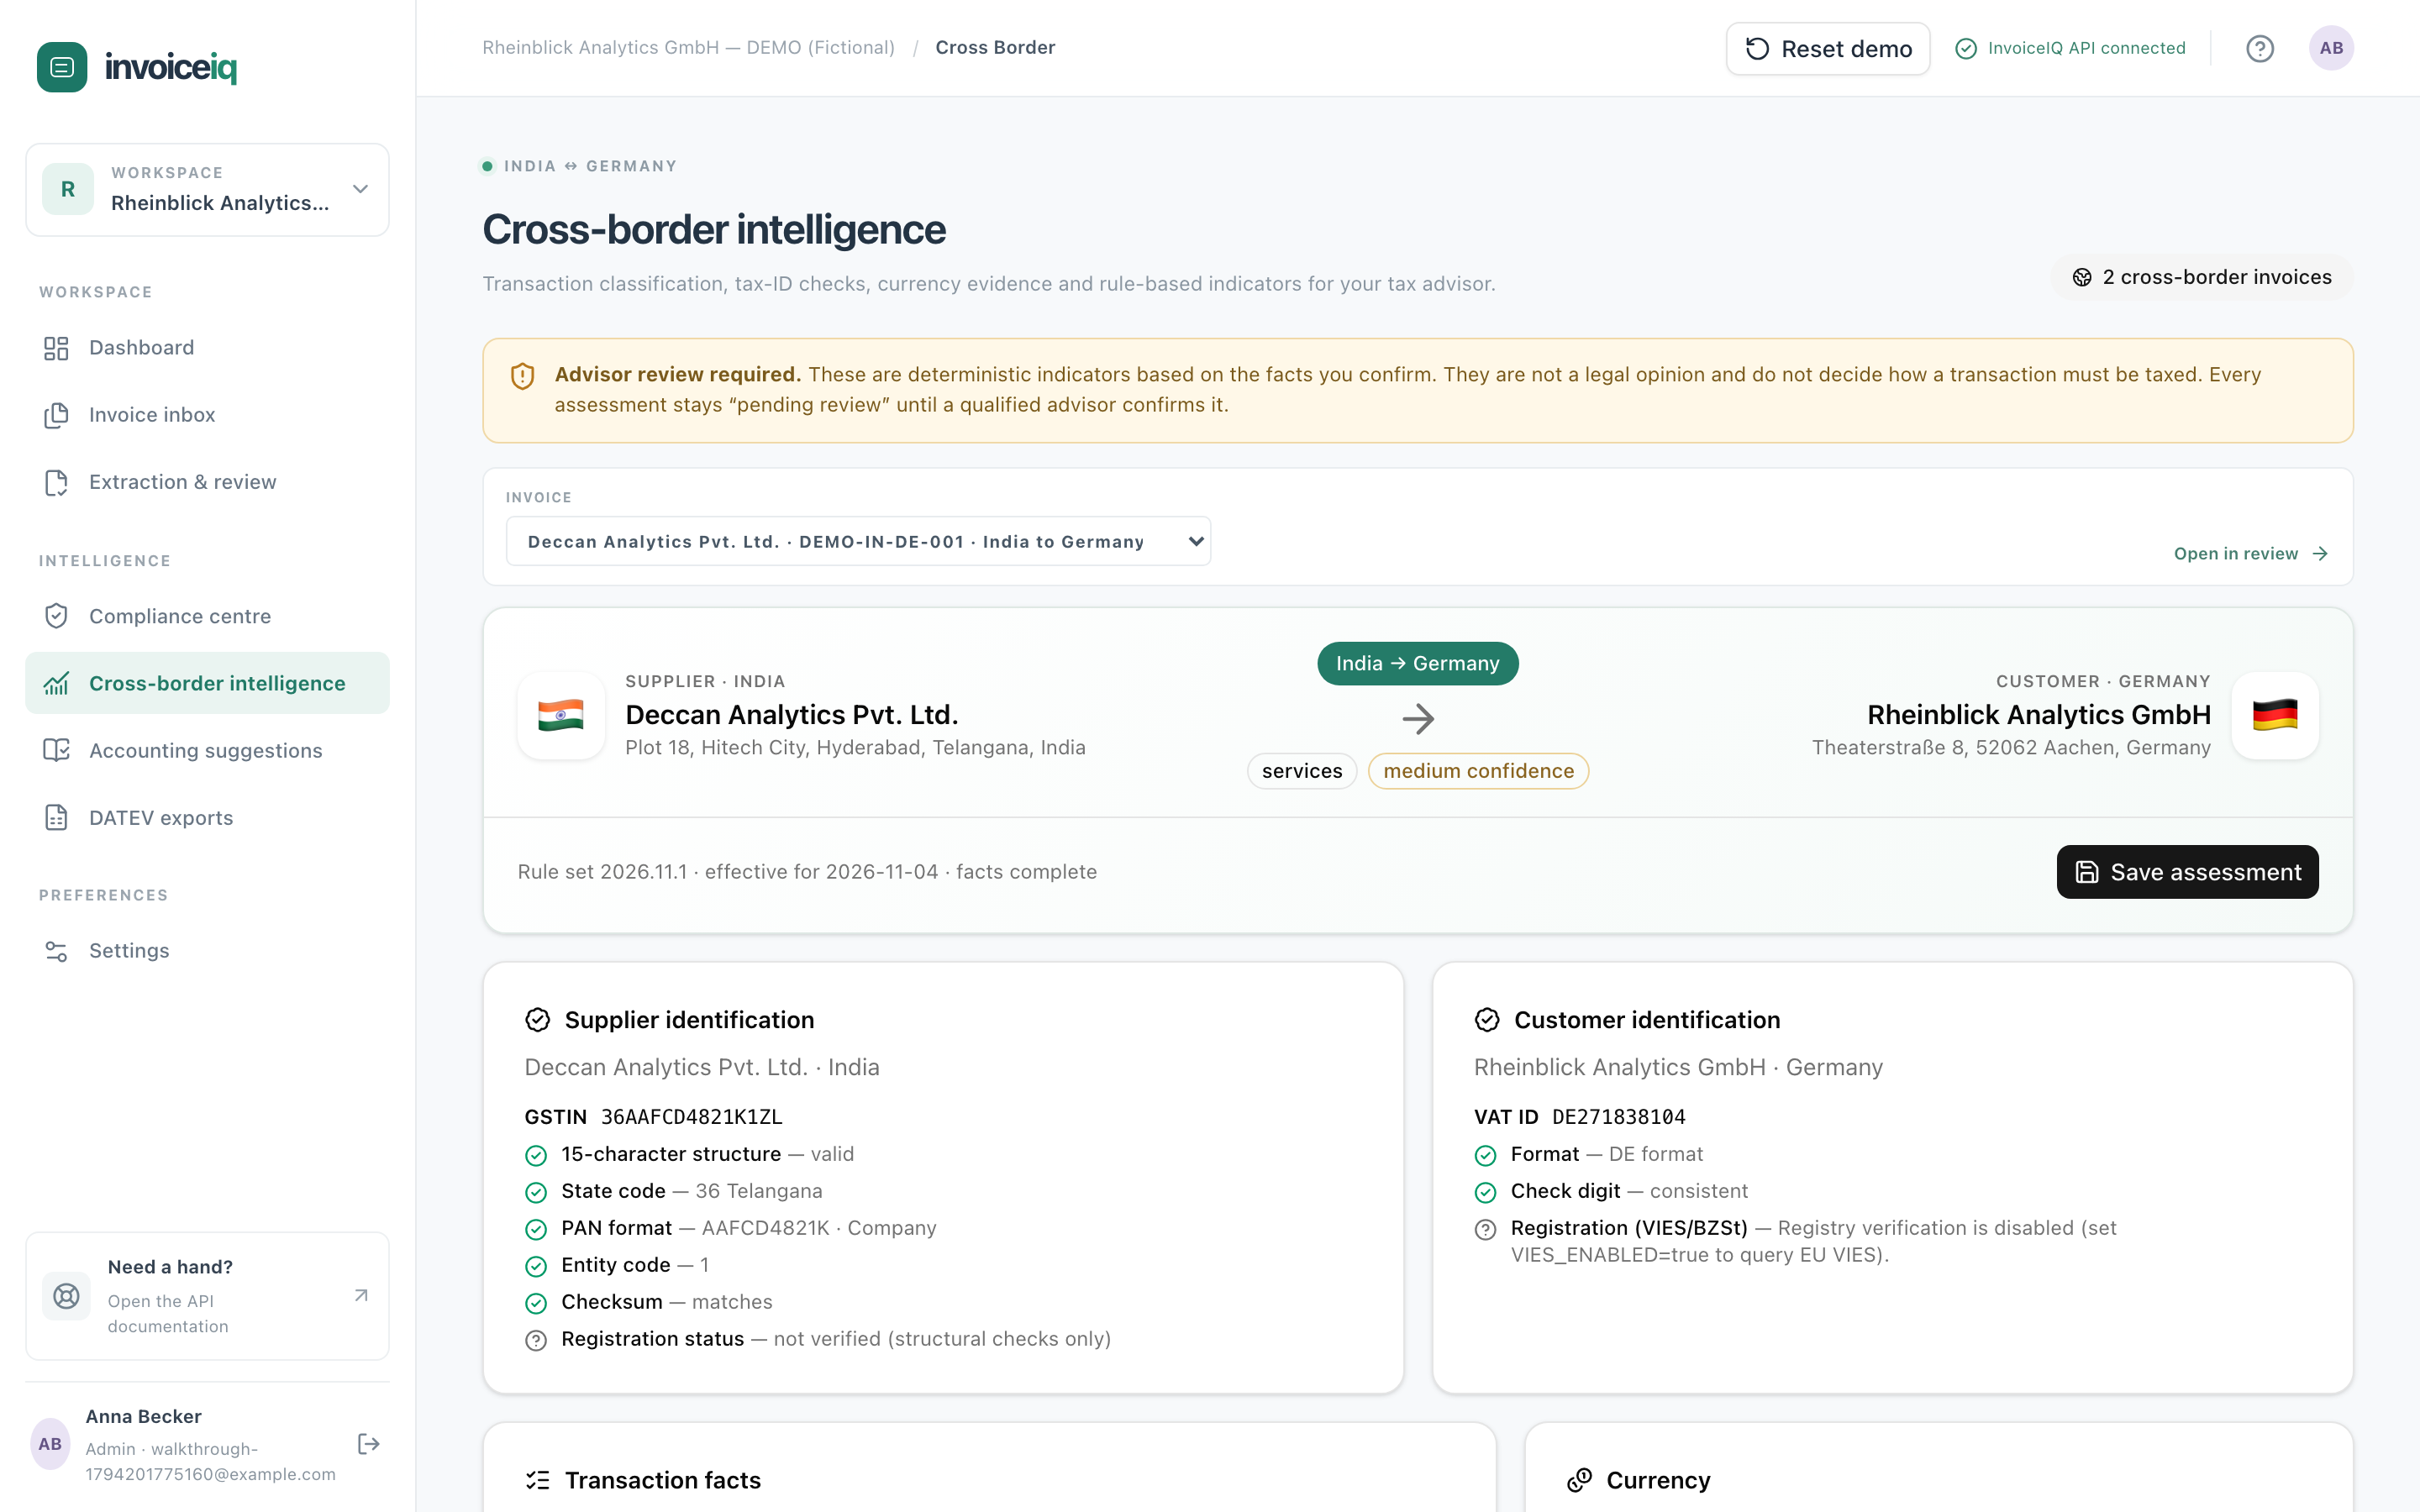 invoiceiq
Rheinblick Analytics GmbH — DEMO (Fictional) / Cross Border
Reset demo
InvoiceIQ API connected
AB
R
WORKSPACE
Rheinblick Analytics...
WORKSPACE
Dashboard
Invoice inbox
Extraction & review
INTELLIGENCE
Compliance centre
Cross-border intelligence
Accounting suggestions
DATEV exports
PREFERENCES
Settings
Need a hand?
Open the API
documentation
AB
Anna Becker
Admin · walkthrough-
1794201775160@example.com
INDIA ↔ GERMANY
Cross-border intelligence
Transaction classification, tax-ID checks, currency evidence and rule-based indicators for your tax advisor.
2 cross-border invoices
Advisor review required. These are deterministic indicators based on the facts you confirm. They are not a legal opinion and do not decide how a transaction must be taxed. Every
assessment stays “pending review” until a qualified advisor confirms it.
INVOICE
Deccan Analytics Pvt. Ltd. · DEMO-IN-DE-001 · India to Germany
Open in review →
SUPPLIER · INDIA
Deccan Analytics Pvt. Ltd.
Plot 18, Hitech City, Hyderabad, Telangana, India
India → Germany
services
medium confidence
CUSTOMER · GERMANY
Rheinblick Analytics GmbH
Theaterstraße 8, 52062 Aachen, Germany
Rule set 2026.11.1 · effective for 2026-11-04 · facts complete
Save assessment
Supplier identification
Deccan Analytics Pvt. Ltd. · India
GSTIN 36AAFCD4821K1ZL
15-character structure — valid
State code — 36 Telangana
PAN format — AAFCD4821K · Company
Entity code — 1
Checksum — matches
Registration status — not verified (structural checks only)
Customer identification
Rheinblick Analytics GmbH · Germany
VAT ID DE271838104
Format — DE format
Check digit — consistent
Registration (VIES/BZSt) — Registry verification is disabled (set
VIES_ENABLED=true to query EU VIES).
Transaction facts
Currency